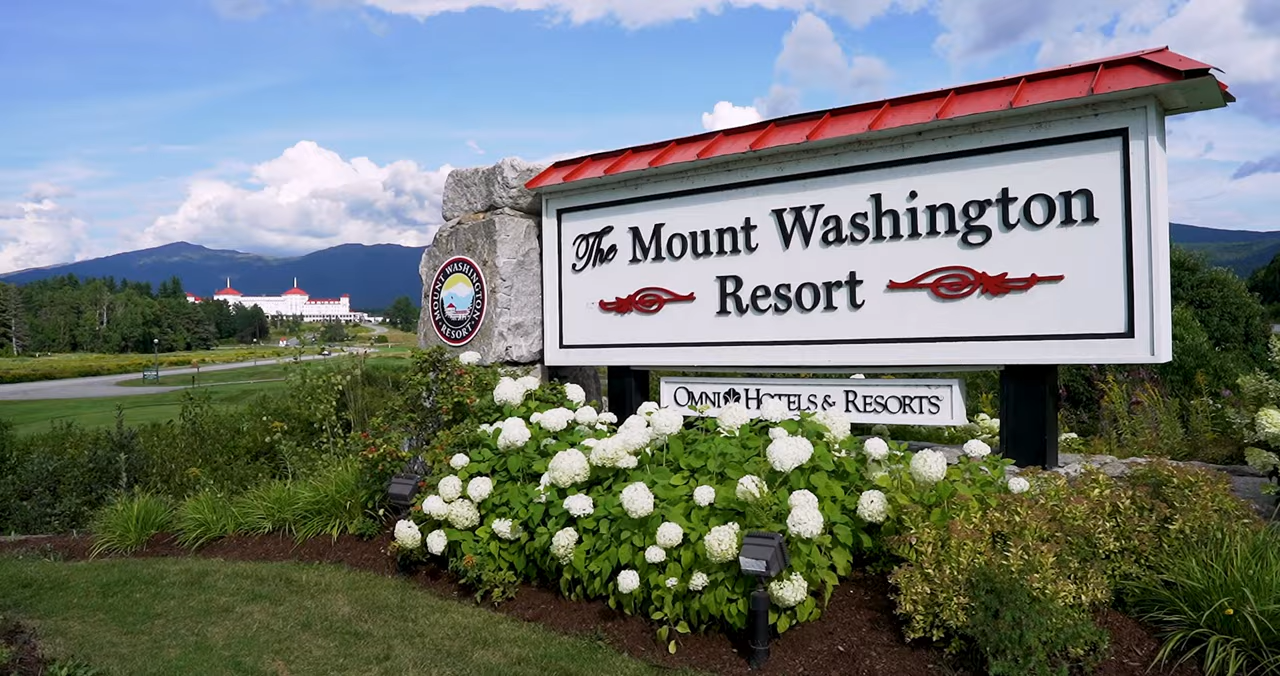 The Mount Washington
Resort
MOUNT WASHINGTON
RESORT
OMNI HOTELS & RESORTS